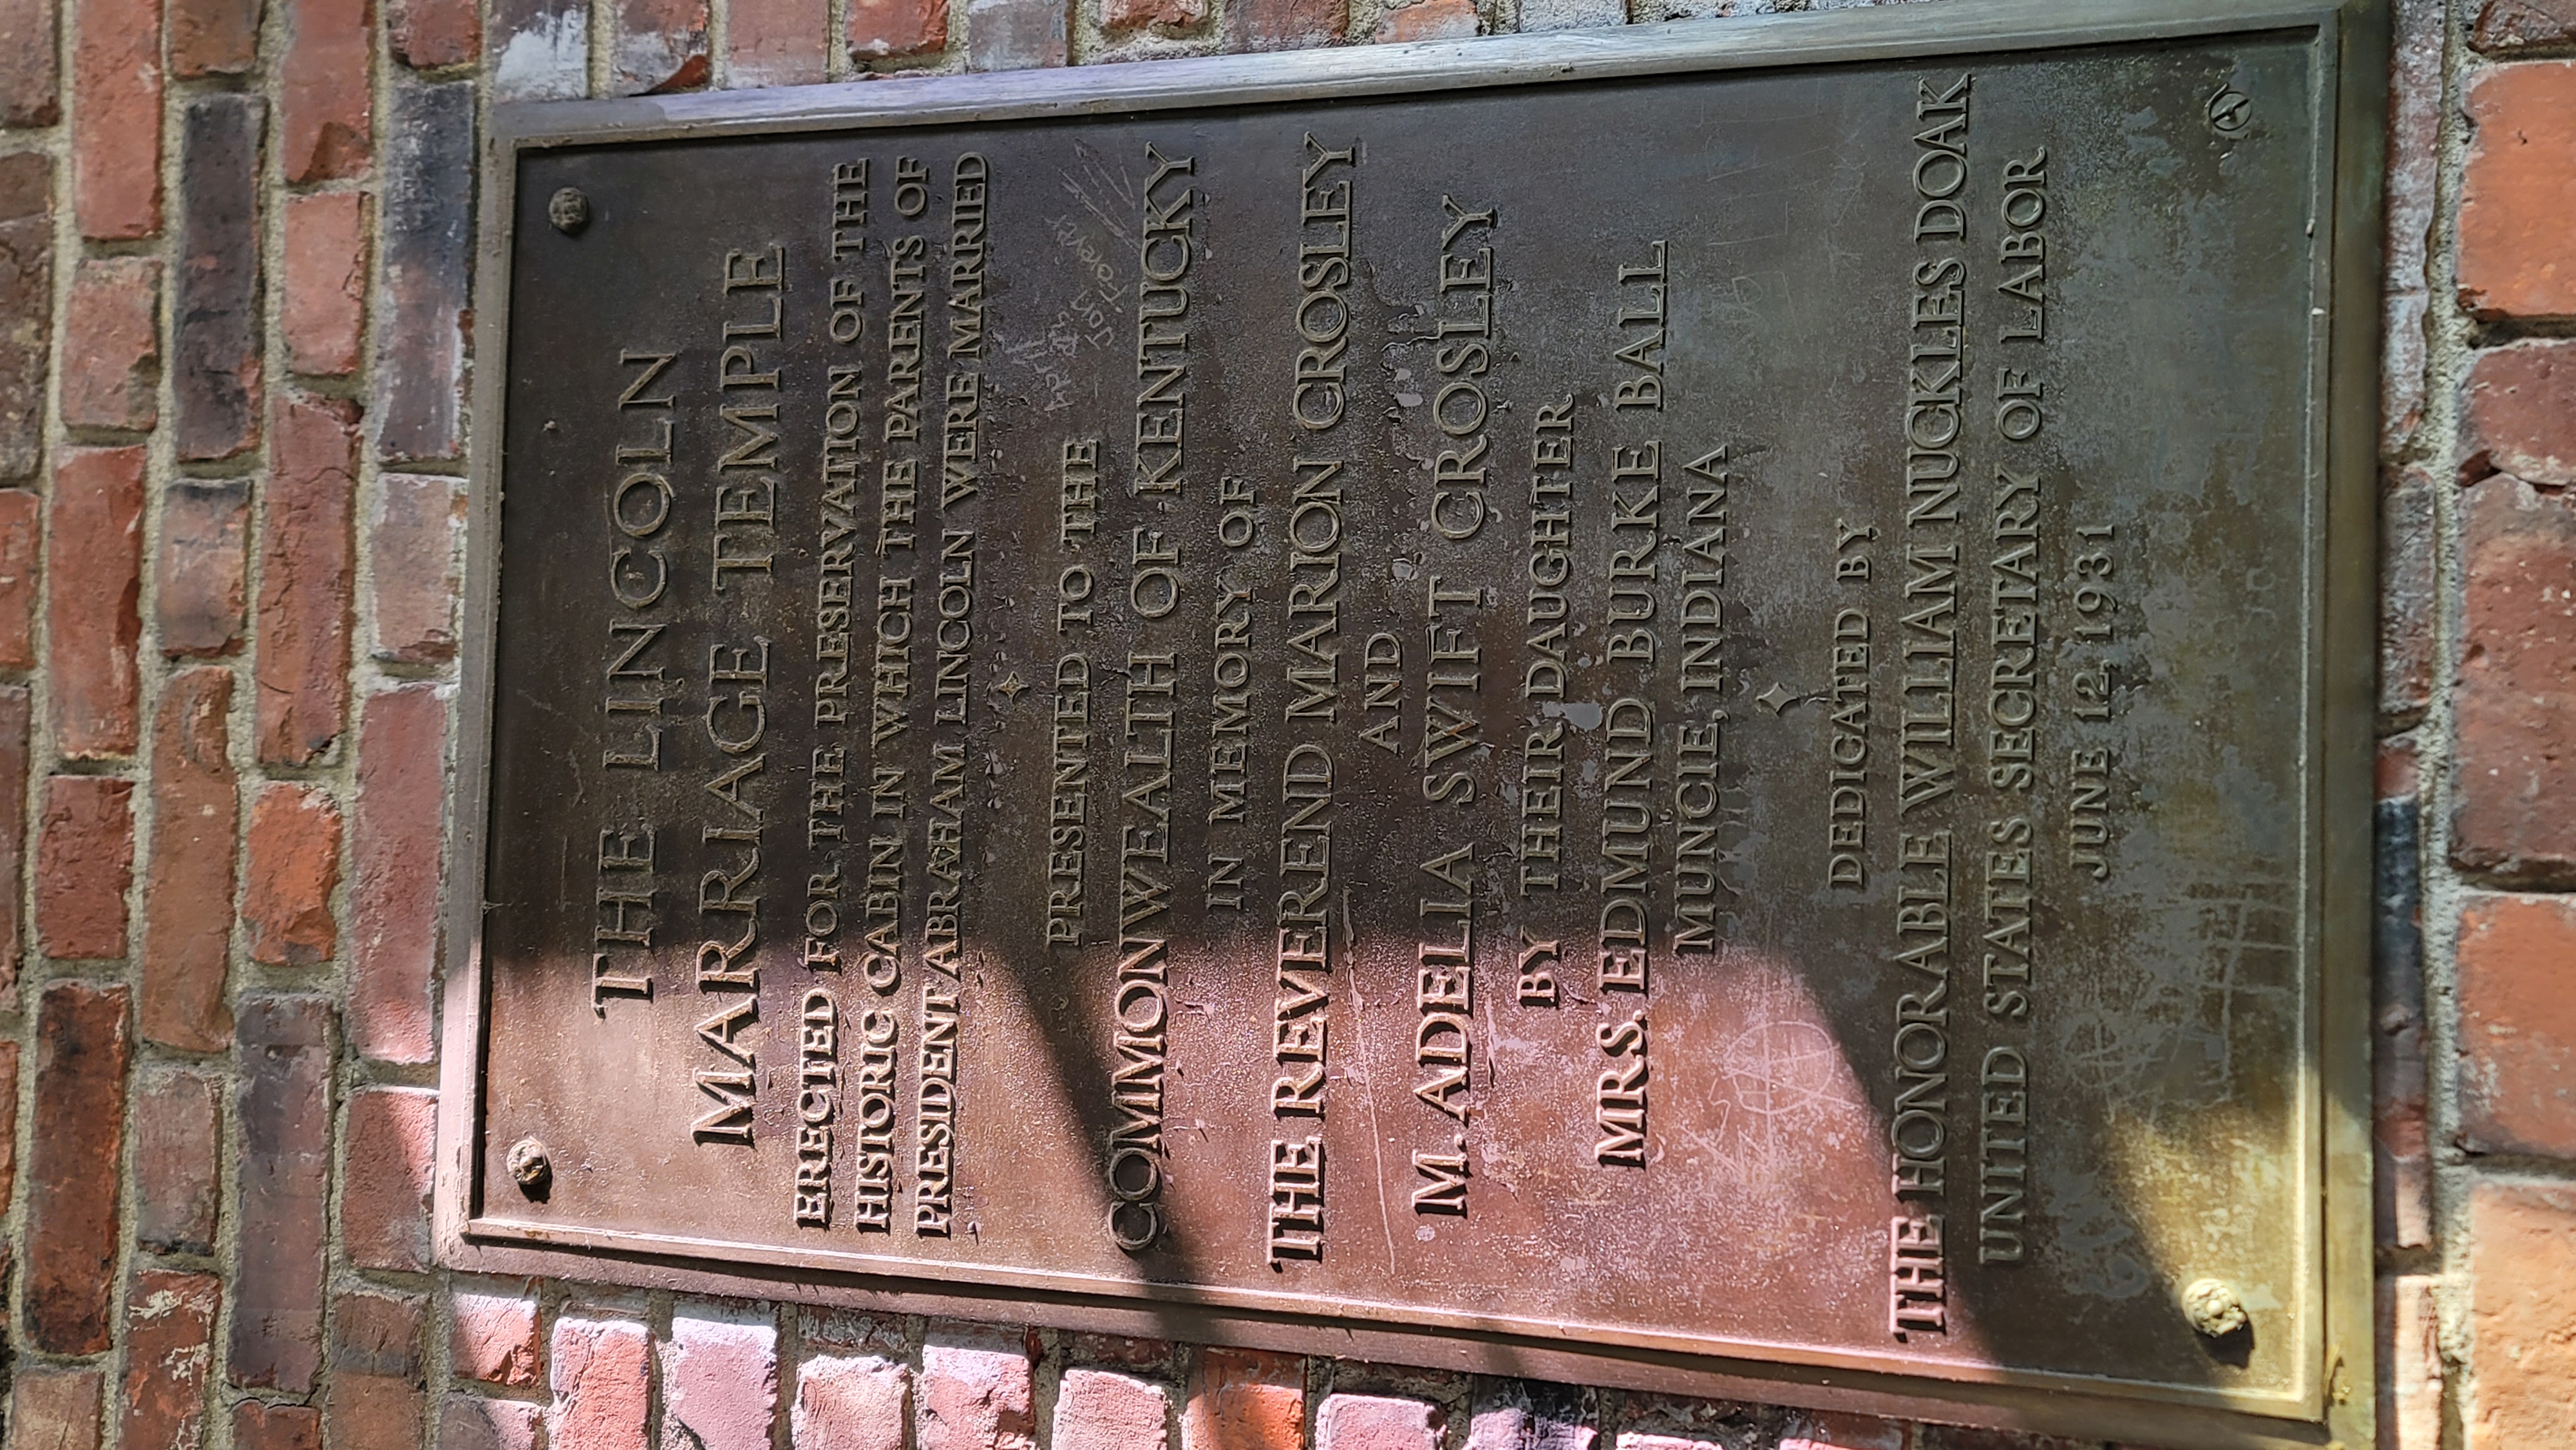 THE LINCOLN
MARRIAGE TEMPLE
ERECTED FOR THE PRESERVATION OF THE
HISTORIC CABIN IN WHICH THE PARENTS OF
PRESIDENT ABRAHAM LINCOLN WERE MARRIED
PRESENTED TO THE
COMMONWEALTH OF KENTUCKY
IN MEMORY OF
THE REVEREND MARION CROSLEY
AND
M. ADELIA SWIFT CROSLEY
BY THEIR DAUGHTER
MRS. EDMUND BURKE BALL
MUNCIE, INDIANA
DEDICATED BY
THE HONORABLE WILLIAM NUCKLES DOAK
UNITED STATES SECRETARY OF LABOR
JUNE 12, 1931